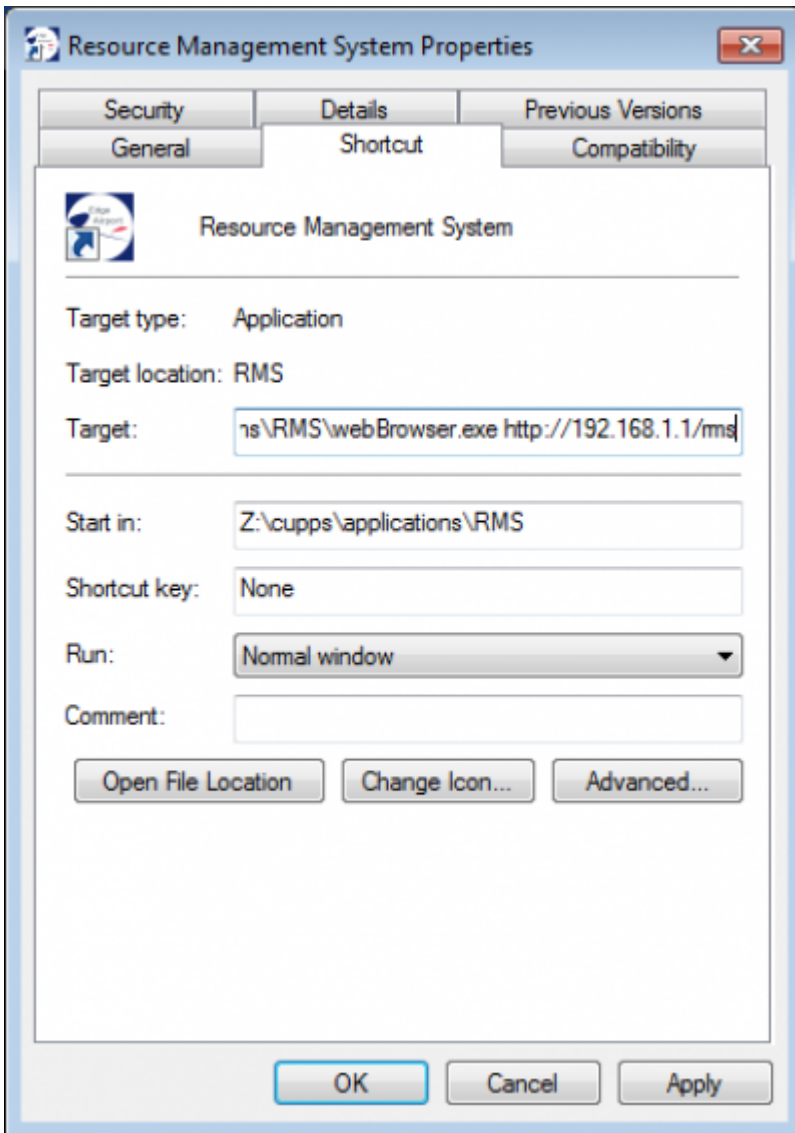 Resource Management System Properties
Security Details Previous Versions
General Shortcut Compatibility
Edge
Airport
Resource Management System
Target type: Application
Target location: RMS
Target: ns\RMS\webBrowser.exe http://192.168.1.1/rms
Start in: Z:\cupps\applications\RMS
Shortcut key: None
Run: Normal window
Comment:
Open File Location Change Icon... Advanced...
OK Cancel Apply